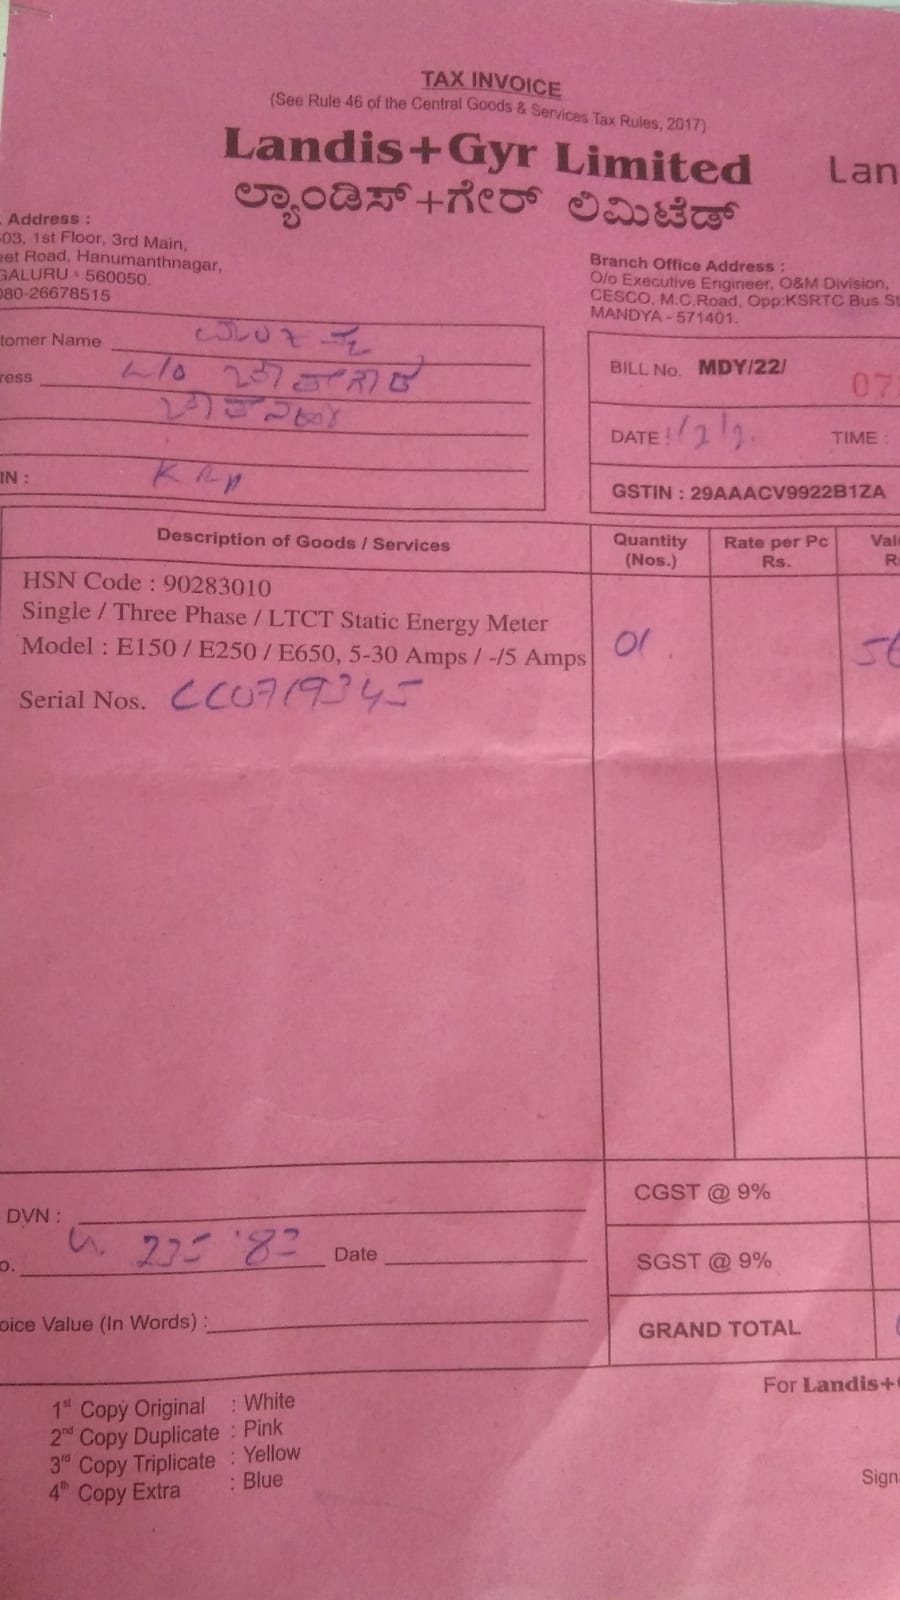 TAX INVOICE
(See Rule 46 of the Central Goods & Services Tax Rules, 2017)
Landis+Gyr Limited
Lan
ಲ್ಯಾಂಡಿಸ್+ಗೇರ್ ಲಿಮಿಟೆಡ್
Address :
03, 1st Floor, 3rd Main,
eet Road, Hanumanthnagar,
GALURU - 560050.
080-26678515
Branch Office Address :
O/o Executive Engineer, O&M Division,
CESCO, M.C.Road, Opp:KSRTC Bus St
MANDYA - 571401.
tomer Name
ress
IN :
BILL No. MDY/22/ 07
DATE : TIME :
GSTIN : 29AAACV9922B1ZA
Description of Goods / Services
Quantity (Nos.)
Rate per Pc Rs.
Val R
HSN Code : 90283010
Single / Three Phase / LTCT Static Energy Meter
Model : E150 / E250 / E650, 5-30 Amps / -/5 Amps
01
56
Serial Nos. CC0719345
CGST @ 9%
DVN :
o. Date
SGST @ 9%
oice Value (In Words) :
GRAND TOTAL
For Landis+
1st Copy Original : White
2nd Copy Duplicate : Pink
3rd Copy Triplicate : Yellow
4th Copy Extra : Blue
Sign